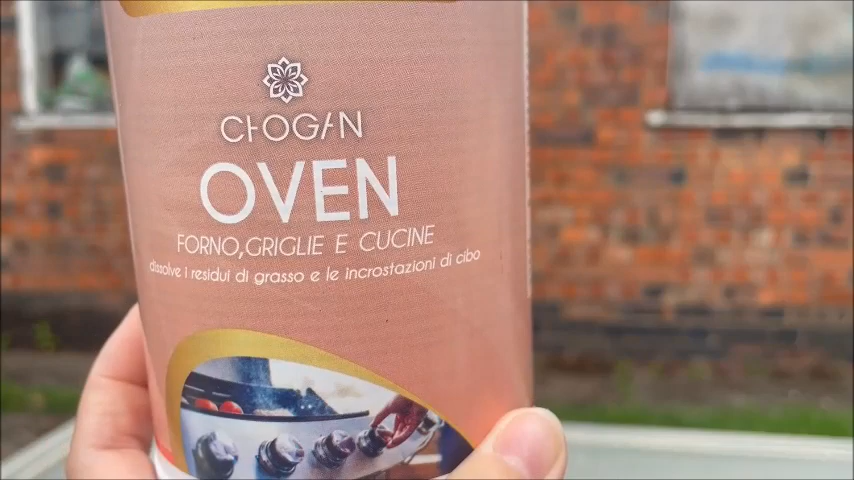 CHOGAN
OVEN
FORNO,GRIGLIE E CUCINE
dissolve i residui di grasso e le incrostazioni di cibo